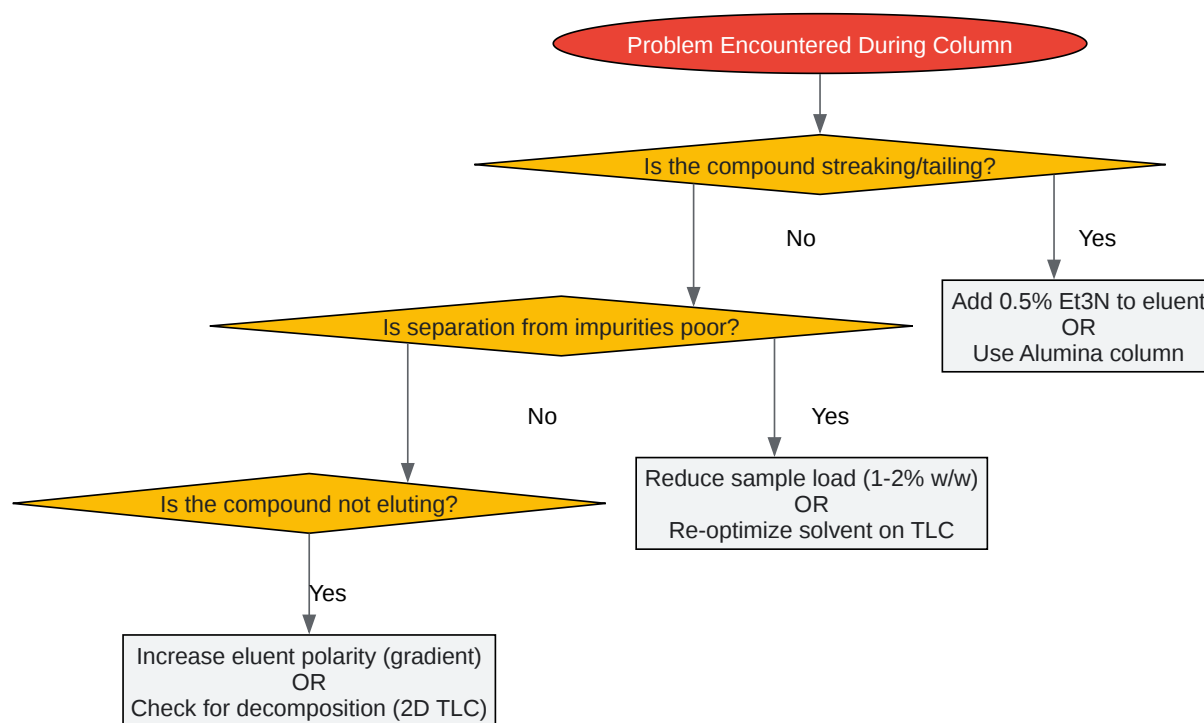 Problem Encountered During Column
Is the compound streaking/tailing?
No
Yes
Add 0.5% Et3N to eluent
OR
Use Alumina column
Is separation from impurities poor?
No
Yes
Reduce sample load (1-2% w/w)
OR
Re-optimize solvent on TLC
Is the compound not eluting?
Yes
Increase eluent polarity (gradient)
OR
Check for decomposition (2D TLC)